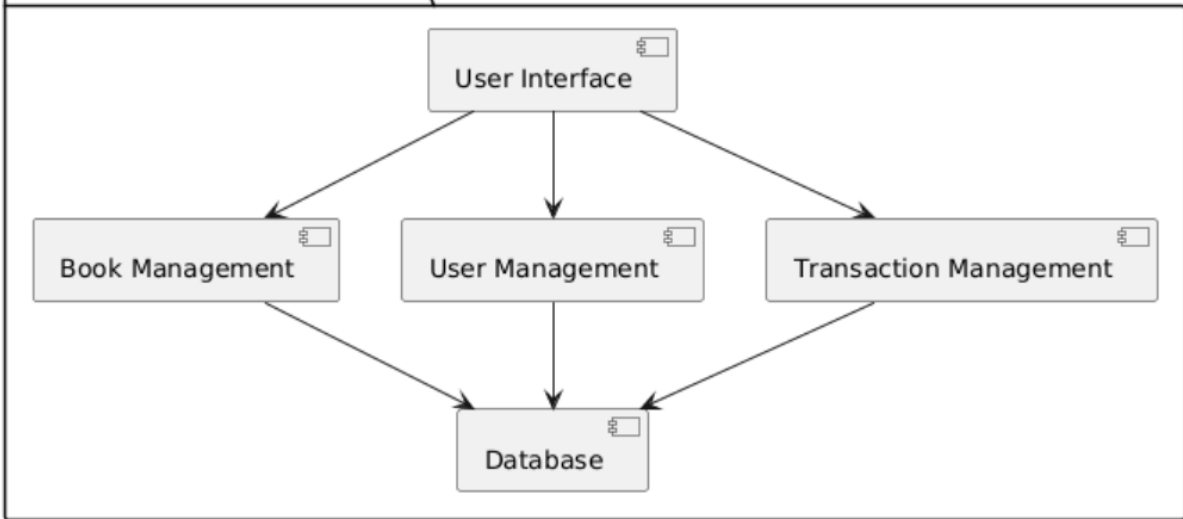 User Interface
Book Management
User Management
Transaction Management
Database